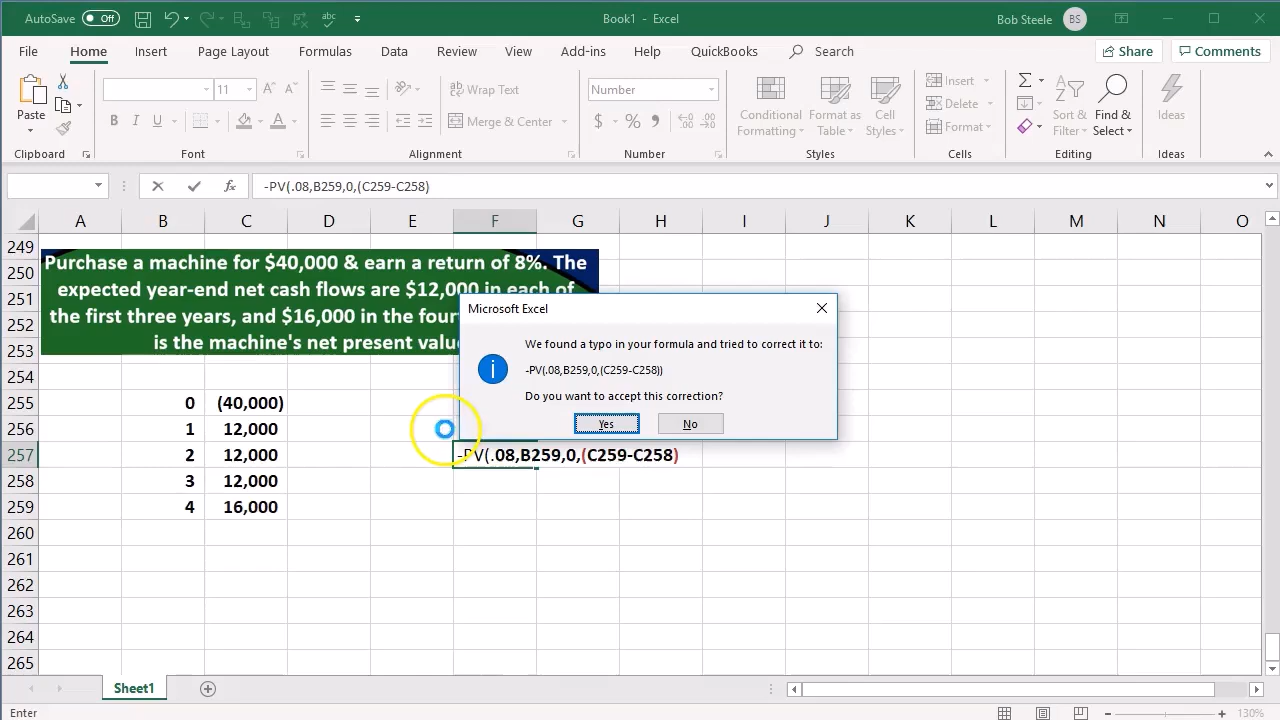 AutoSave Off
Book1 - Excel
Bob Steele BS
File Home Insert Page Layout Formulas Data Review View Add-ins Help QuickBooks Search Share Comments
Paste
11
Wrap Text
Merge & Center
Number
Conditional Formatting
Format as Table
Cell Styles
Insert
Delete
Format
Sort & Filter
Find & Select
Ideas
Clipboard Font Alignment Number Styles Cells Editing Ideas
-PV(.08,B259,0,(C259-C258)
A B C D E F G H I J K L M N O
249
250
251
252
253
Purchase a machine for $40,000 & earn a return of 8%. The
expected year-end net cash flows are $12,000 in each of
the first three years, and $16,000 in the
is the machine's net present
Microsoft Excel
We found a typo in your formula and tried to correct it to:
-PV(.08,B259,0,(C259-C258))
Do you want to accept this correction?
Yes No
254
255 0 (40,000)
256 1 12,000
257 2 12,000 -PV(.08,B259,0,(C259-C258)
258 3 12,000
259 4 16,000
260
261
262
263
264
265
Sheet1
Enter
130%